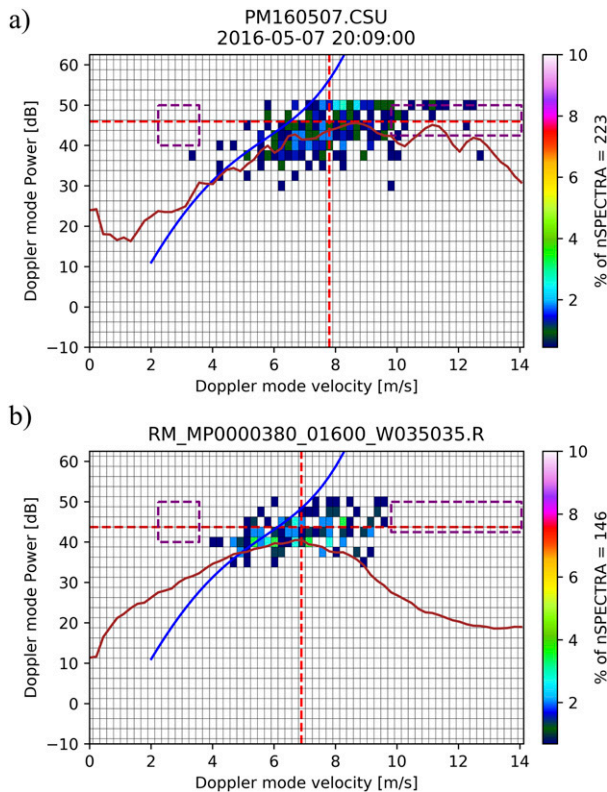 a)
PM160507.CSU
2016-05-07 20:09:00
60
50
40
30
20
10
0
−10
Doppler mode Power [dB]
0 2 4 6 8 10 12 14
Doppler mode velocity [m/s]
10
8
6
4
2
% of nSPECTRA = 223
b)
RM_MP0000380_01600_W035035.R
60
50
40
30
20
10
0
−10
Doppler mode Power [dB]
0 2 4 6 8 10 12 14
Doppler mode velocity [m/s]
10
8
6
4
2
% of nSPECTRA = 146